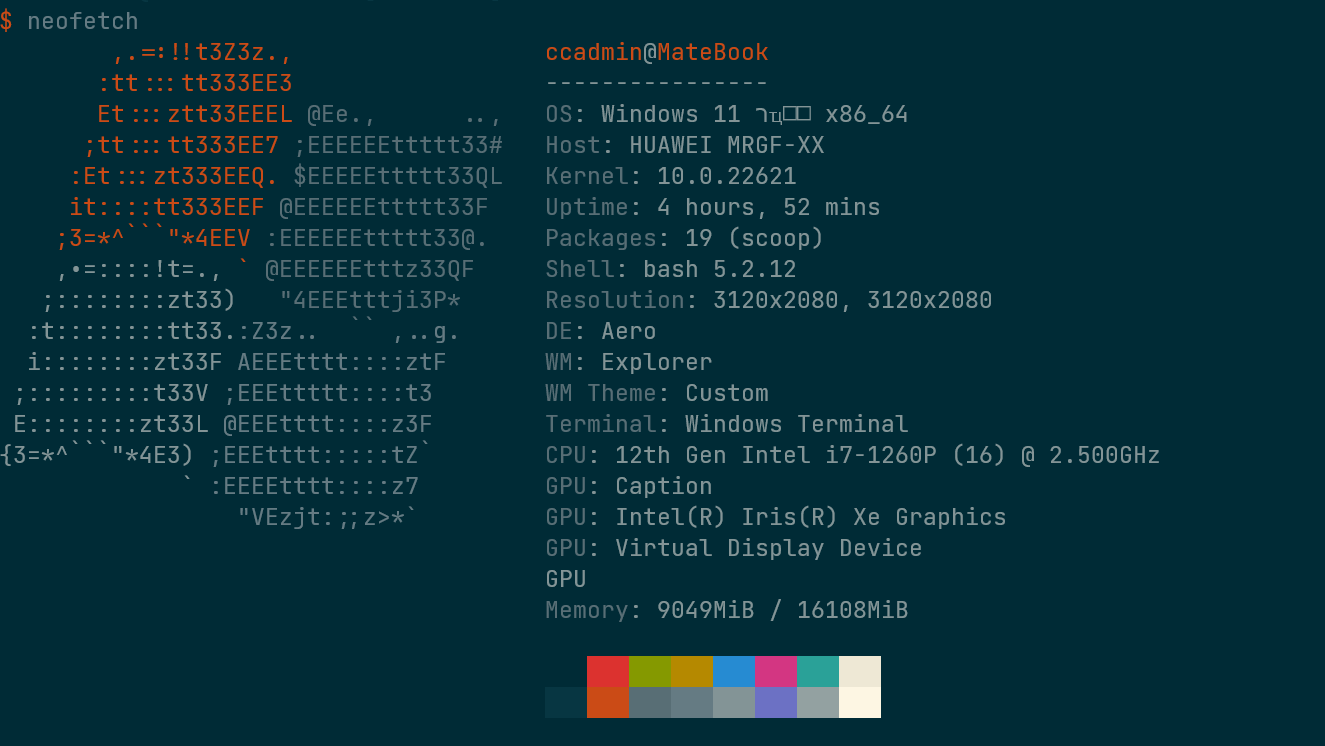 $ neofetch
        ,.=:!!t3Z3z.,                  ccadmin@MateBook
       :tt:::tt333EE3                  ----------------
       Et:::ztt33EEEL @Ee.,      ..,   OS: Windows 11 x86_64
      ;tt:::tt333EE7 ;EEEEEEttttt33#   Host: HUAWEI MRGF-XX
     :Et:::zt333EEQ. $EEEEEttttt33QL   Kernel: 10.0.22621
     it::::tt333EEF @EEEEEEttttt33F    Uptime: 4 hours, 52 mins
    ;3=*^```"*4EEV :EEEEEEttttt33@.    Packages: 19 (scoop)
    ,•=::::!t=., ` @EEEEEEtttz33QF     Shell: bash 5.2.12
   ;::::::::zt33)   "4EEEtttji3P*      Resolution: 3120x2080, 3120x2080
  :t::::::::tt33.:Z3z..  `` ,..g.      DE: Aero
  i::::::::zt33F AEEEtttt::::ztF       WM: Explorer
 ;:::::::::t33V ;EEEttttt::::t3        WM Theme: Custom
 E::::::::zt33L @EEEtttt::::z3F        Terminal: Windows Terminal
{3=*^```"*4E3) ;EEEtttt:::::tZ`        CPU: 12th Gen Intel i7-1260P (16) @ 2.500GHz
             ` :EEEEtttt::::z7         GPU: Caption
                 "VEzjt:;;z>*`         GPU: Intel(R) Iris(R) Xe Graphics
                                       GPU: Virtual Display Device
                                       GPU
                                       Memory: 9049MiB / 16108MiB